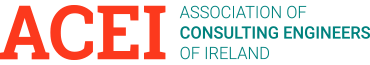 ACEI
ASSOCIATION OF
CONSULTING ENGINEERS
OF IRELAND